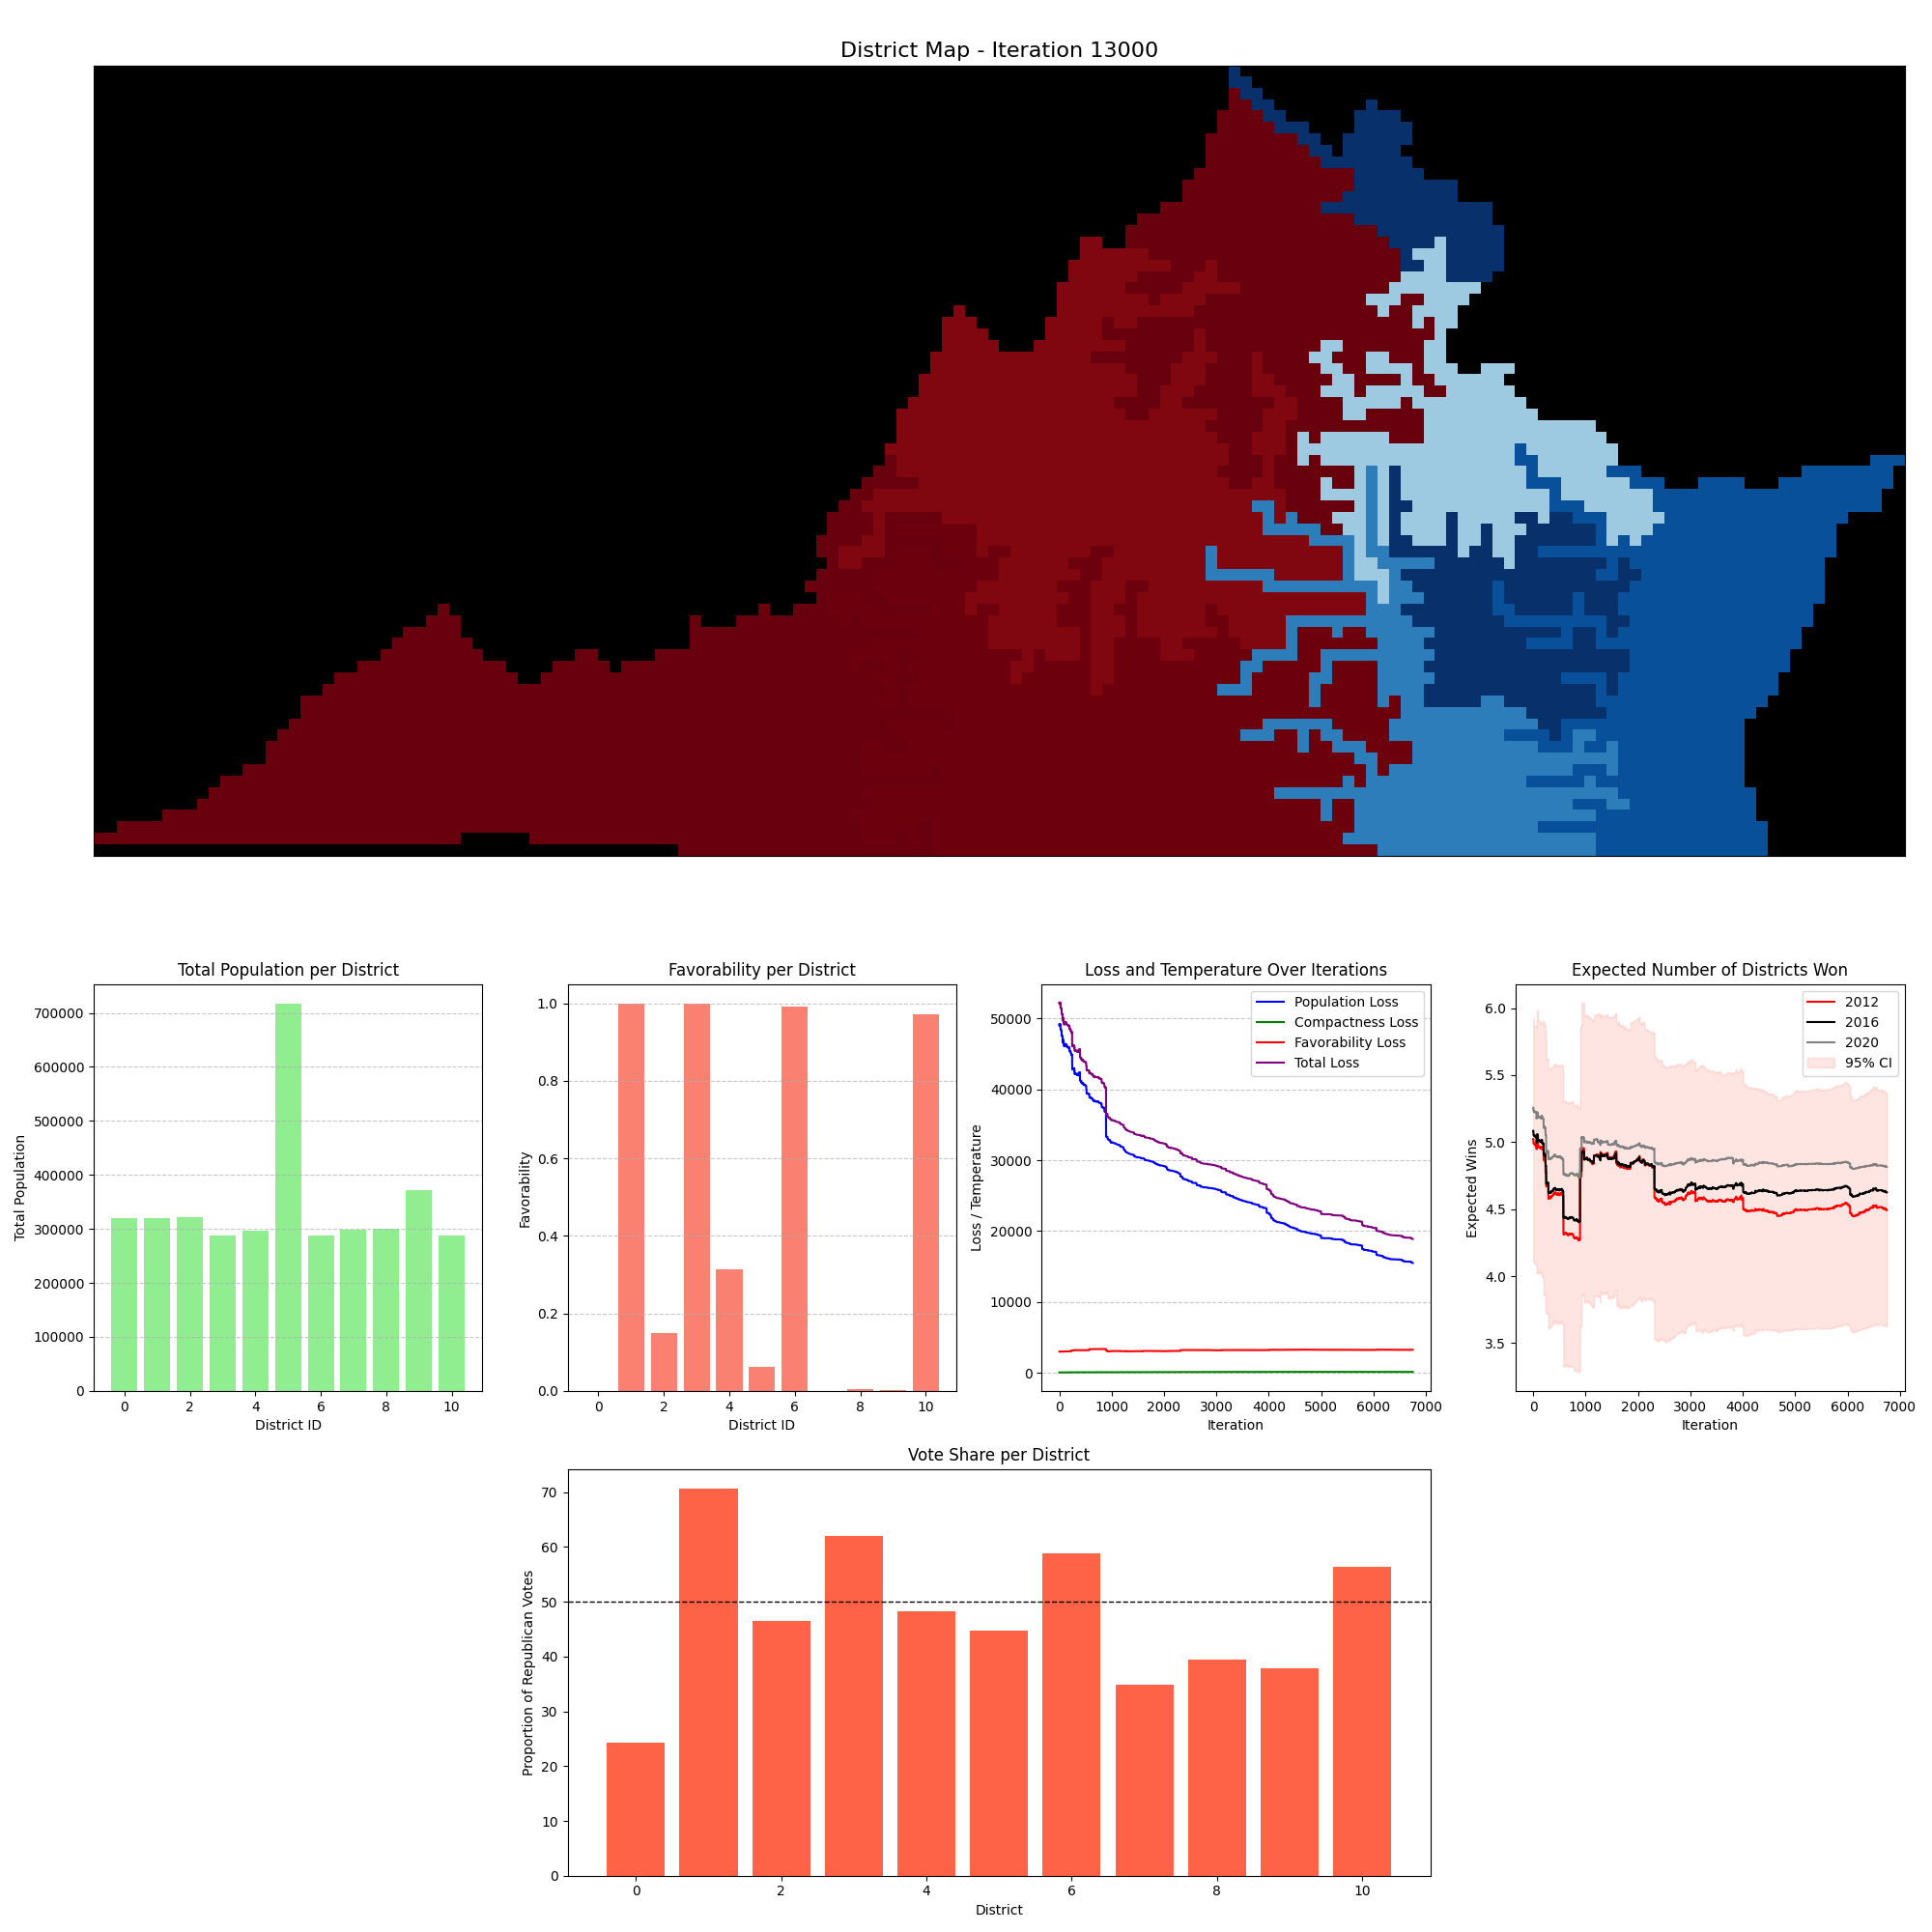 District Map - Iteration 13000
Total Population per District
Total Population
700000
600000
500000
400000
300000
200000
100000
0
0 2 4 6 8 10
District ID
Favorability per District
Favorability
1.0
0.8
0.6
0.4
0.2
0.0
0 2 4 6 8 10
District ID
Loss and Temperature Over Iterations
Loss / Temperature
50000
40000
30000
20000
10000
0
Population Loss
Compactness Loss
Favorability Loss
Total Loss
0 1000 2000 3000 4000 5000 6000 7000
Iteration
Expected Number of Districts Won
Expected Wins
6.0
5.5
5.0
4.5
4.0
3.5
2012
2016
2020
95% CI
0 1000 2000 3000 4000 5000 6000 7000
Iteration
Vote Share per District
Proportion of Republican Votes
70
60
50
40
30
20
10
0
0 2 4 6 8 10
District